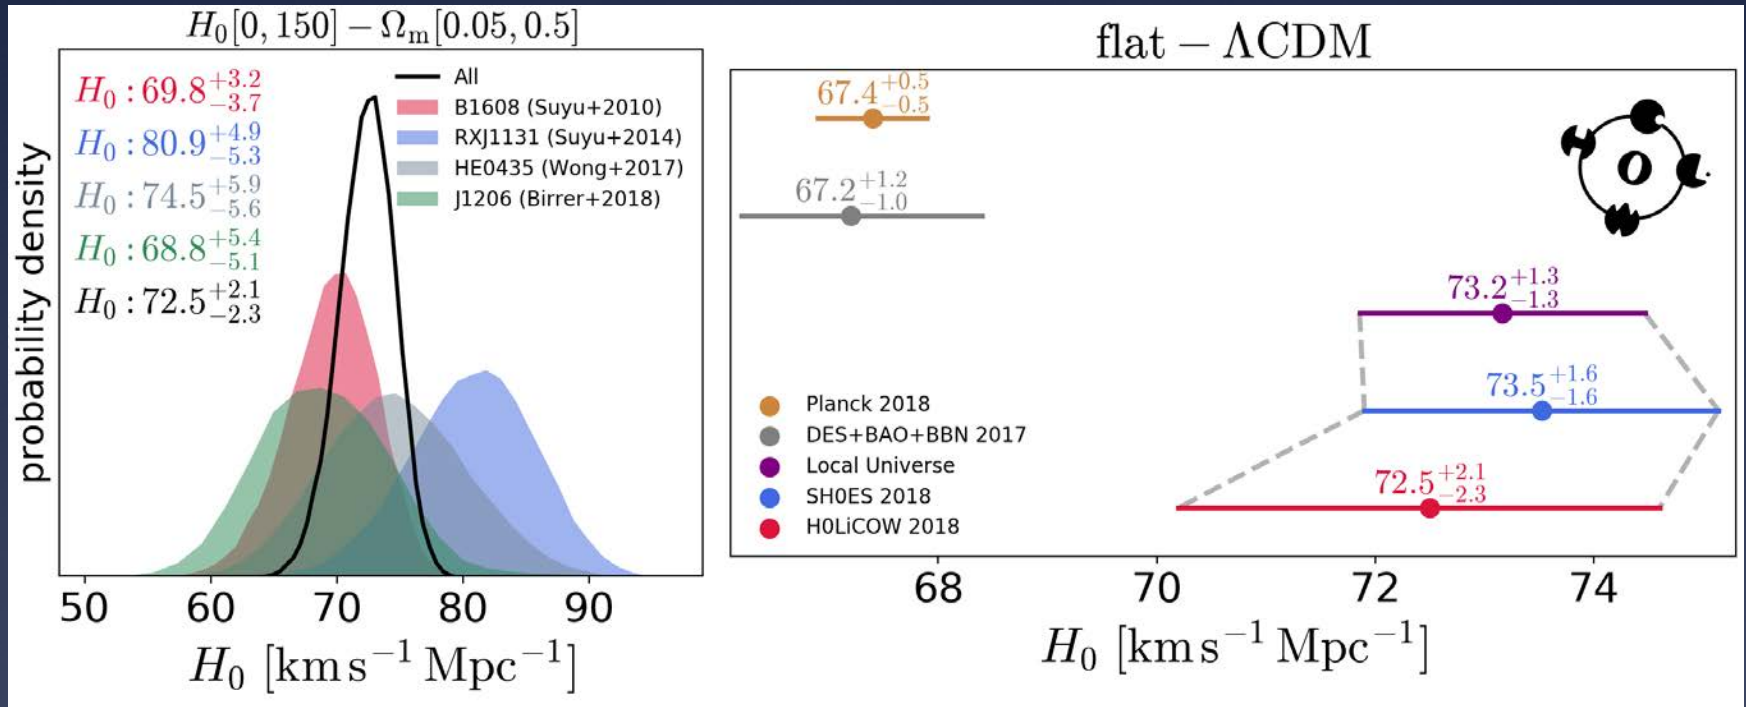 H₀[0, 150] − Ωₘ[0.05, 0.5]
H₀ : 69.8 +3.2 −3.7
H₀ : 80.9 +4.9 −5.3
H₀ : 74.5 +5.9 −5.6
H₀ : 68.8 +5.4 −5.1
H₀ : 72.5 +2.1 −2.3
All
B1608 (Suyu+2010)
RXJ1131 (Suyu+2014)
HE0435 (Wong+2017)
J1206 (Birrer+2018)
probability density
50 60 70 80 90
H₀ [km s⁻¹ Mpc⁻¹]
flat − ΛCDM
67.4 +0.5 −0.5
67.2 +1.2 −1.0
73.2 +1.3 −1.3
73.5 +1.6 −1.6
72.5 +2.1 −2.3
Planck 2018
DES+BAO+BBN 2017
Local Universe
SH0ES 2018
H0LiCOW 2018
68 70 72 74
H₀ [km s⁻¹ Mpc⁻¹]